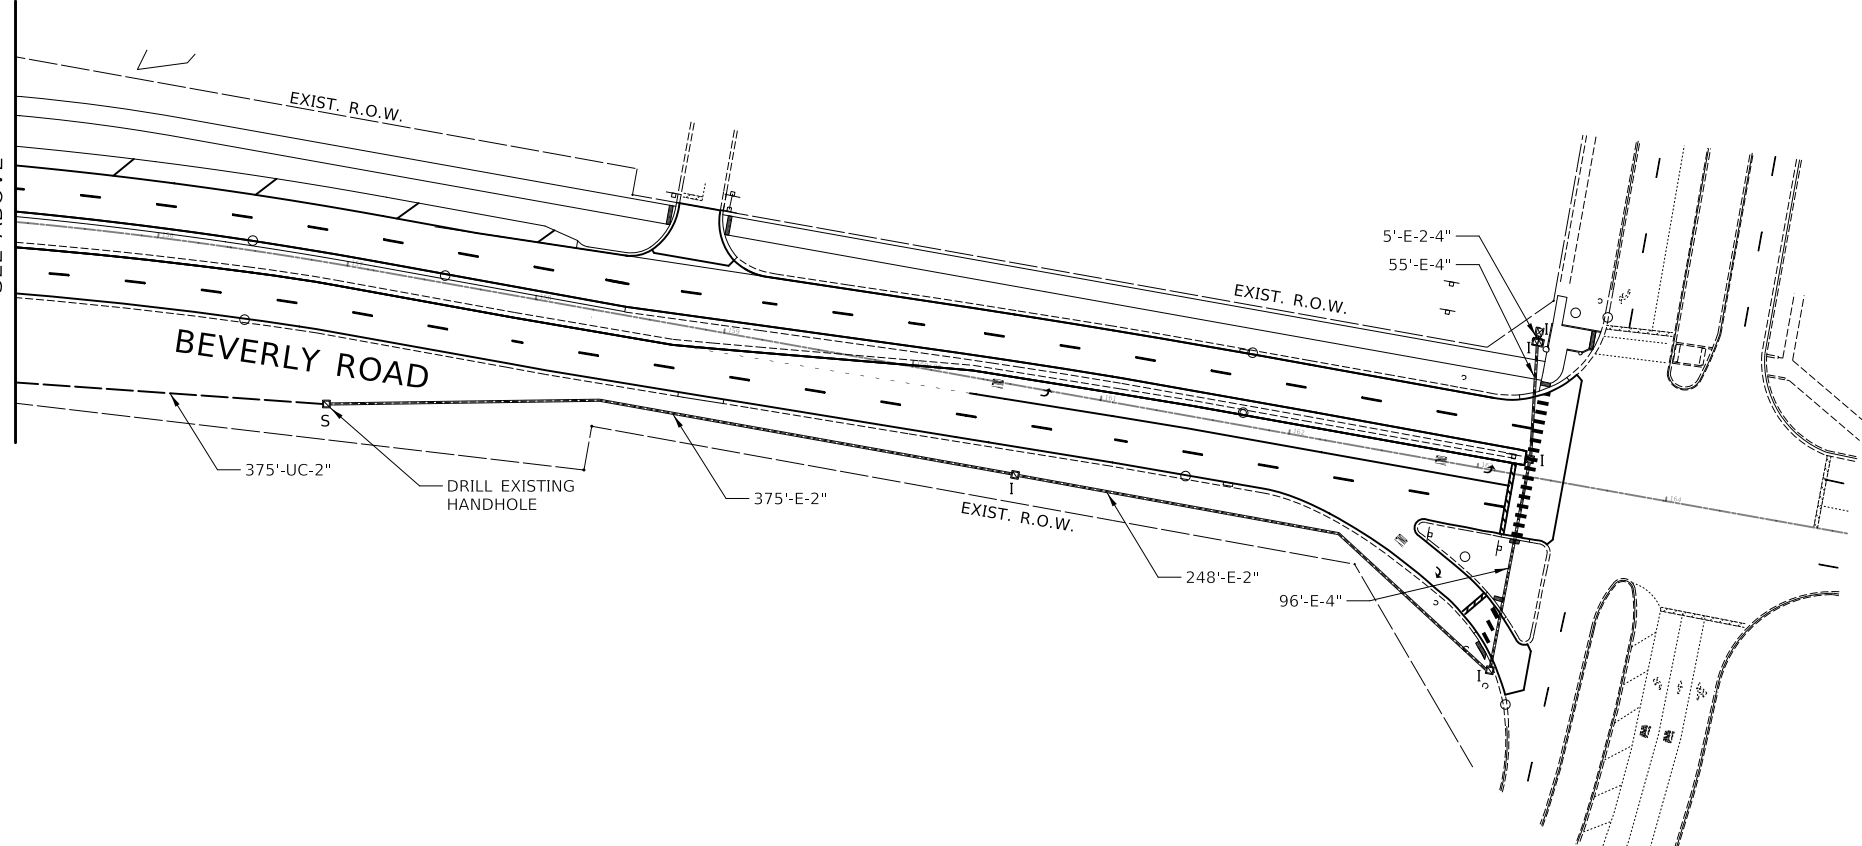 EXIST. R.O.W.
5'-E-2-4"
55'-E-4"
EXIST. R.O.W.
I
I
BEVERLY ROAD
S
I
375'-UC-2"
DRILL EXISTING
HANDHOLE
375'-E-2"
I
EXIST. R.O.W.
164
248'-E-2"
96'-E-4"
I